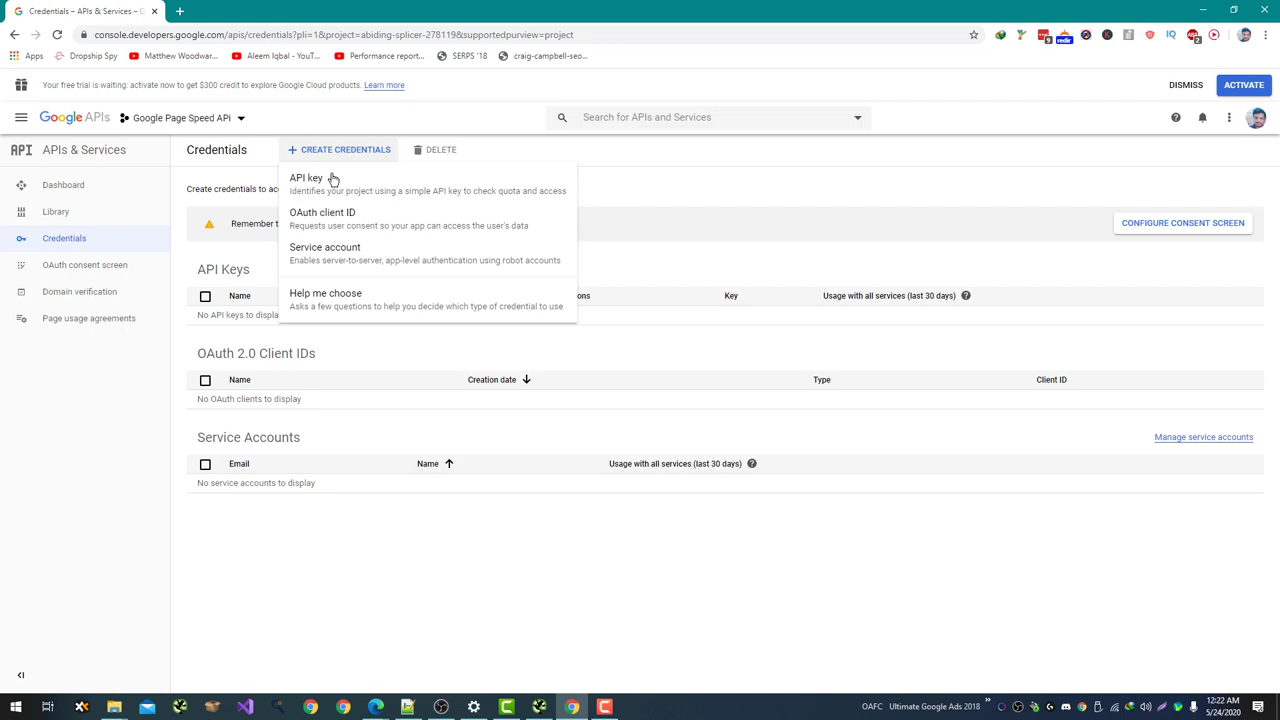 Credentials – APIs & Services – G
console.developers.google.com/apis/credentials?pli=1&project=abiding-splicer-278119&supportedpurview=project
Apps
Dropship Spy
Matthew Woodwar...
Aleem Iqbal - YouT...
Performance report...
SERPS '18
craig-campbell-seo...
Your free trial is waiting: activate now to get $300 credit to explore Google Cloud products. Learn more
DISMISS
ACTIVATE
Google APIs
Google Page Speed API
Search for APIs and Services
API APIs & Services
Credentials
CREATE CREDENTIALS
DELETE
Dashboard
Library
Credentials
OAuth consent screen
Domain verification
Page usage agreements
Create credentials to ac
API key
Identifies your project using a simple API key to check quota and access
OAuth client ID
Requests user consent so your app can access the user's data
Service account
Enables server-to-server, app-level authentication using robot accounts
Help me choose
Asks a few questions to help you decide which type of credential to use
Remember t
CONFIGURE CONSENT SCREEN
API Keys
Name
ons
Key
Usage with all services (last 30 days)
No API keys to displa
OAuth 2.0 Client IDs
Name
Creation date
Type
Client ID
No OAuth clients to display
Service Accounts
Manage service accounts
Email
Name
Usage with all services (last 30 days)
No service accounts to display
OAFC
Ultimate Google Ads 2018
12:22 AM
5/24/2020